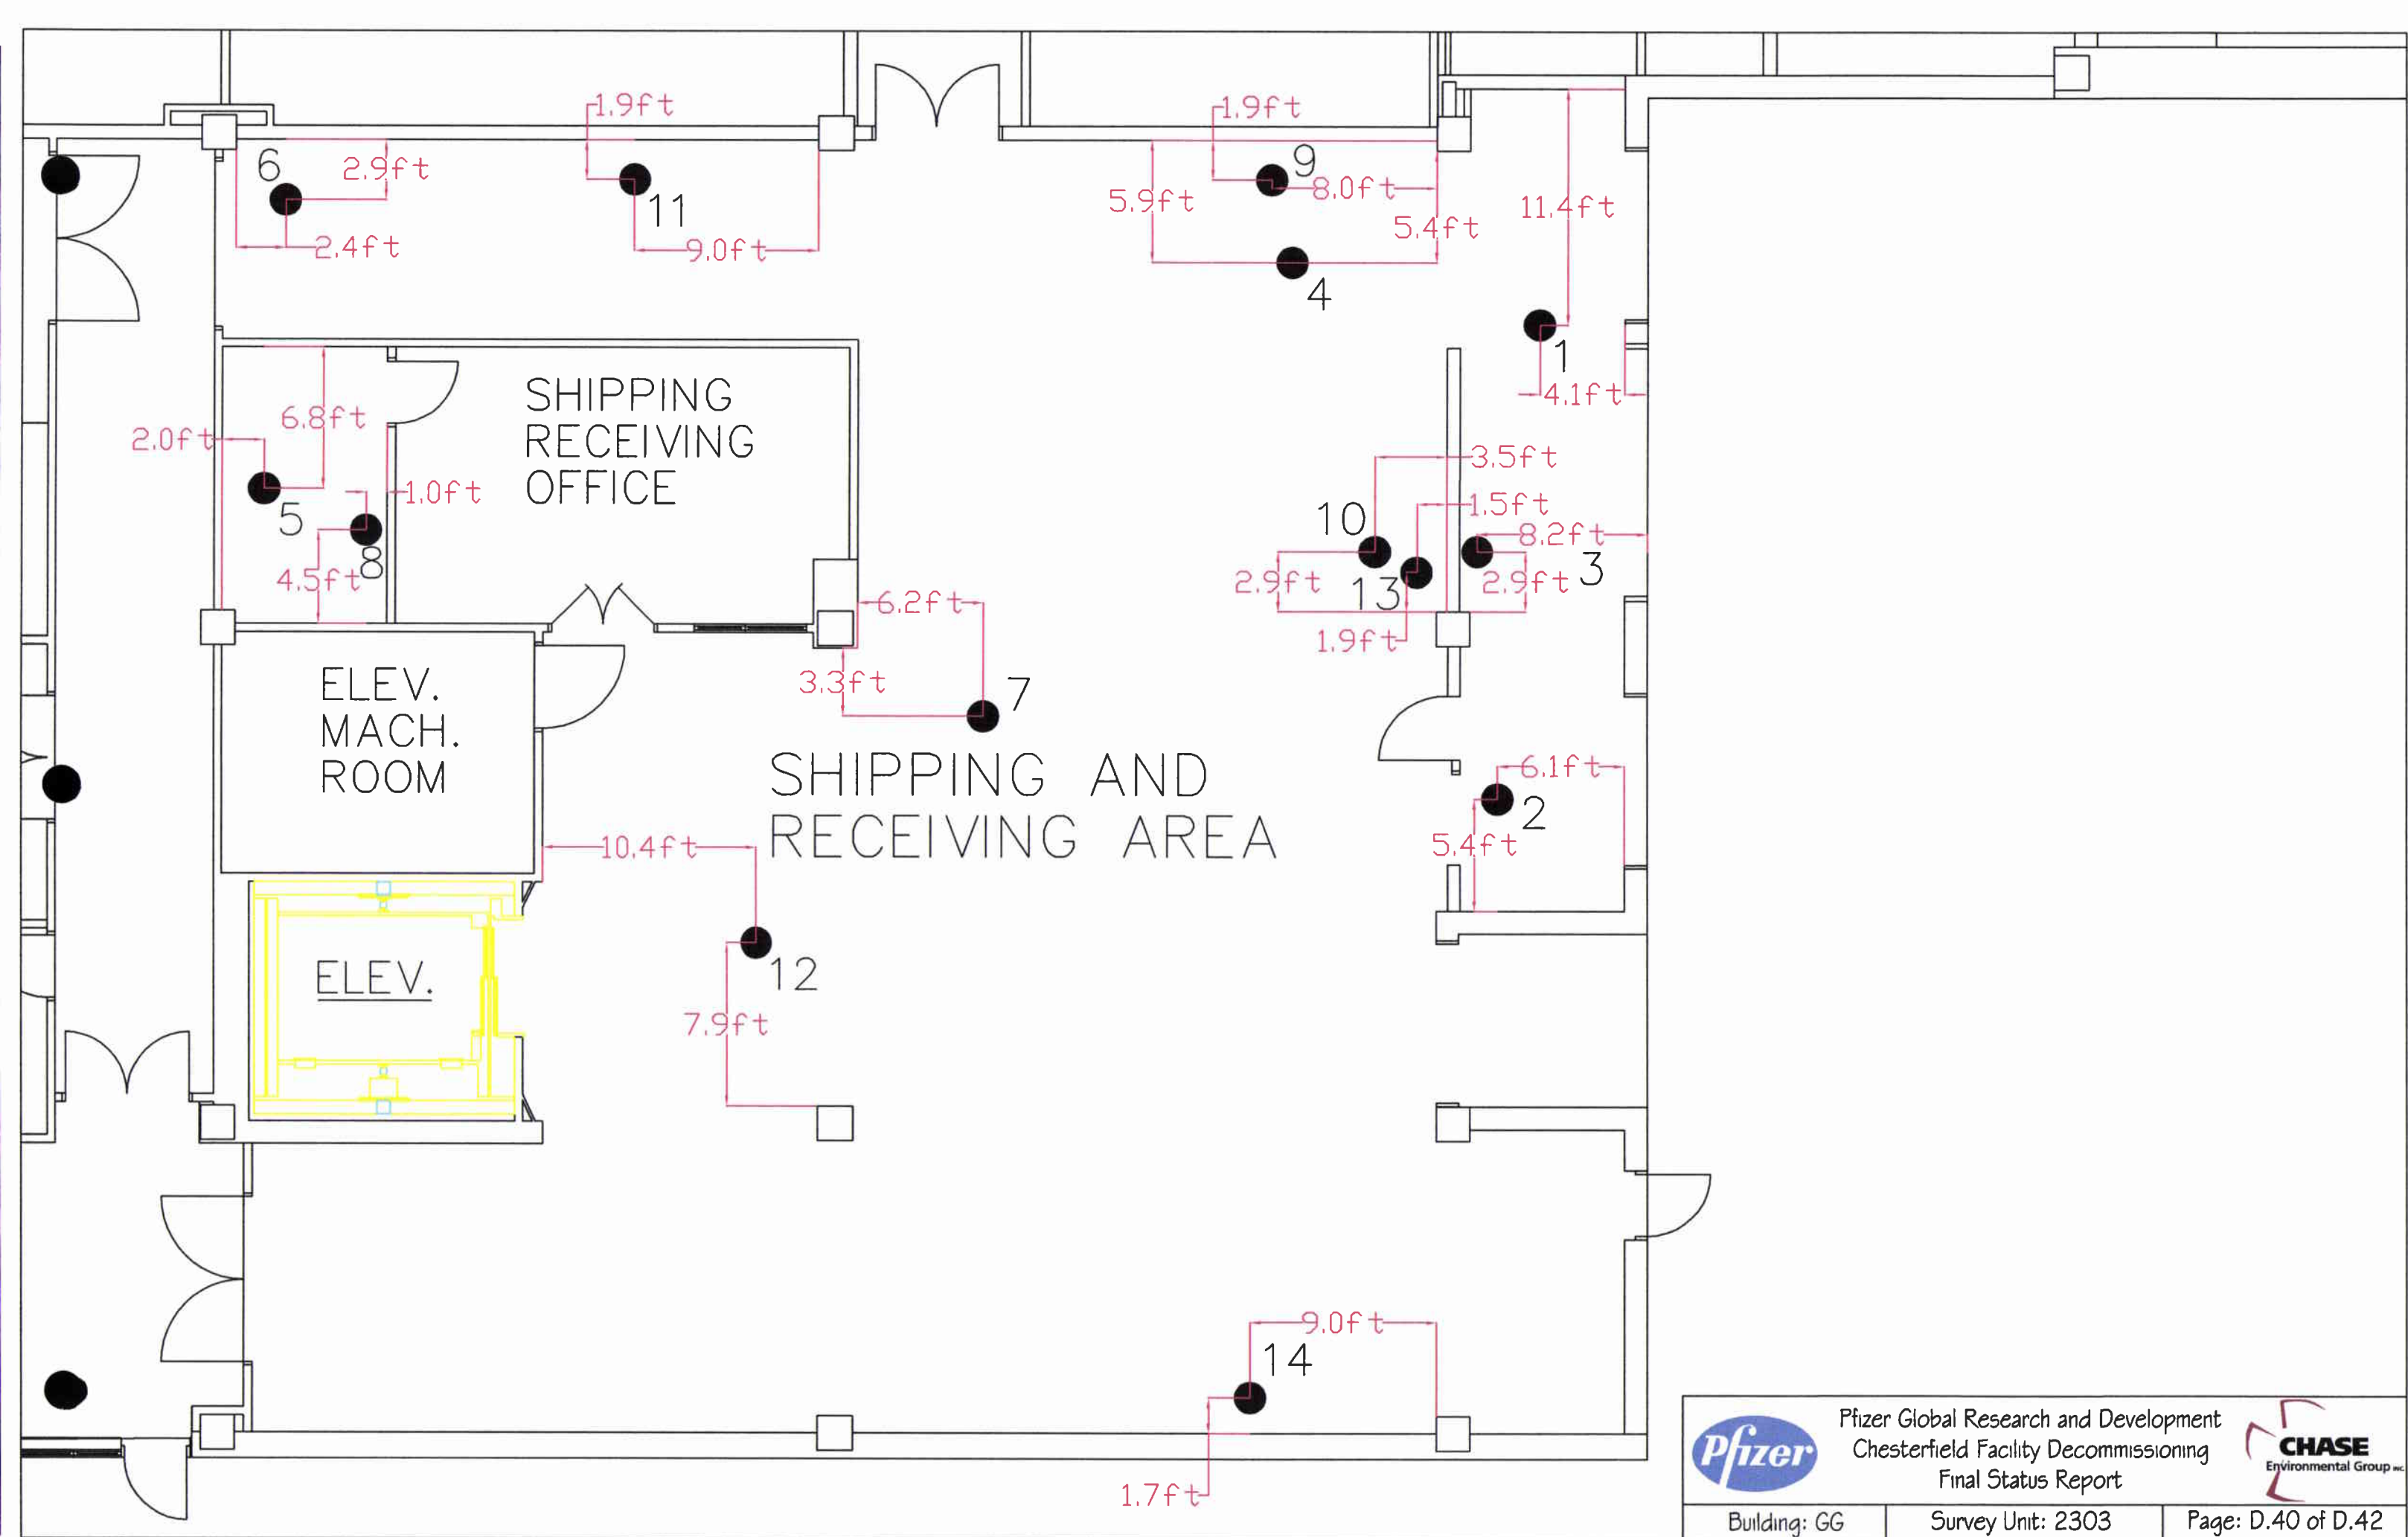 1.9ft
1.9ft
6
2.9ft
11
9
8.0ft
5.9ft
5.4ft
11.4ft
2.4ft
9.0ft
4
1
4.1ft
SHIPPING
RECEIVING
OFFICE
6.8ft
2.0ft
1.0ft
5
8
4.5ft
3.5ft
1.5ft
10
8.2ft
2.9ft
13
2.9ft
3
1.9ft
6.2ft
3.3ft
7
ELEV.
MACH.
ROOM
SHIPPING AND
RECEIVING AREA
6.1ft
2
5.4ft
10.4ft
12
7.9ft
ELEV.
9.0ft
14
1.7ft
Pfizer
Pfizer Global Research and Development
Chesterfield Facility Decommissioning
Final Status Report
CHASE
Environmental Group INC.
Building: GG
Survey Unit: 2303
Page: D.40 of D.42